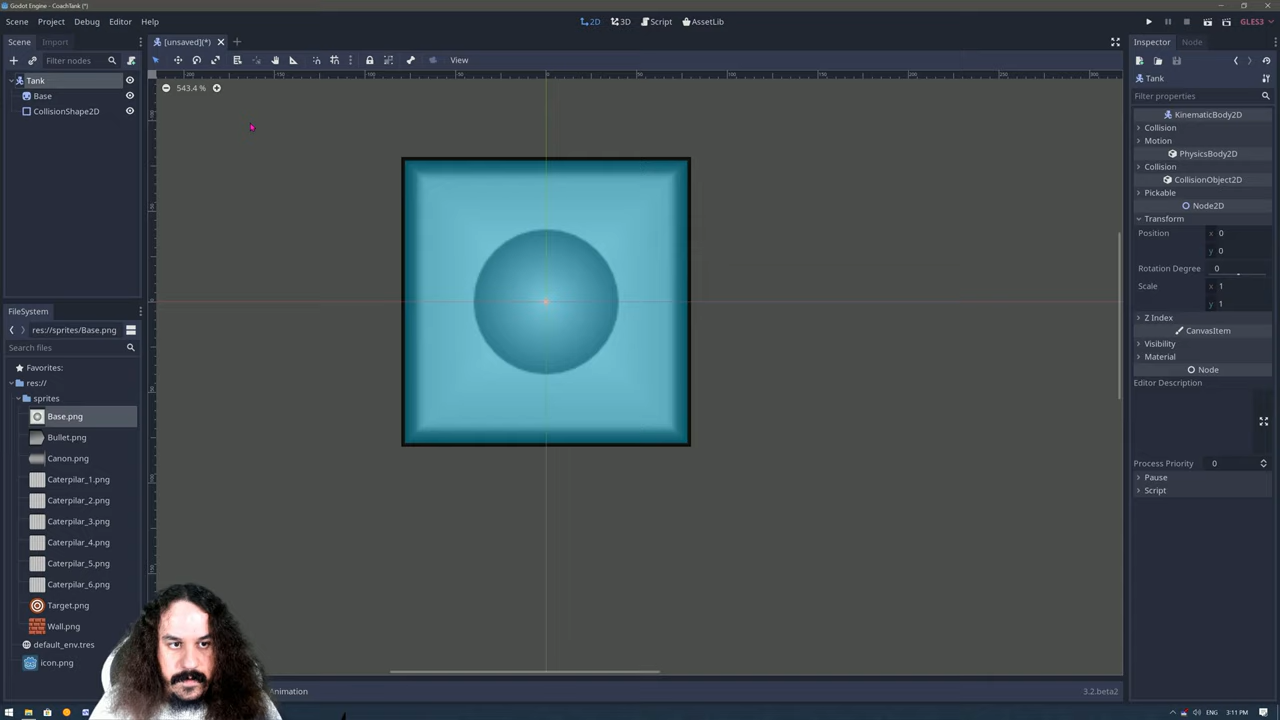 Godot Engine - CoachTank (*)
Scene Project Debug Editor Help
2D 3D Script AssetLib
GLES3
Scene Import
[unsaved](*)
Filter nodes
View
Tank
Base
CollisionShape2D
543.4 %
FileSystem
res://sprites/Base.png
Search files
Favorites:
res://
sprites
Base.png
Bullet.png
Canon.png
Caterpilar_1.png
Caterpilar_2.png
Caterpilar_3.png
Caterpilar_4.png
Caterpilar_5.png
Caterpilar_6.png
Target.png
Wall.png
default_env.tres
icon.png
Inspector Node
Tank
Filter properties
KinematicBody2D
Collision
Motion
PhysicsBody2D
Collision
CollisionObject2D
Pickable
Node2D
Transform
Position x 0
y 0
Rotation Degree 0
Scale x 1
y 1
Z Index
CanvasItem
Visibility
Material
Node
Editor Description
Process Priority 0
Pause
Script
Animation
3.2.beta2
ENG 3:11 PM